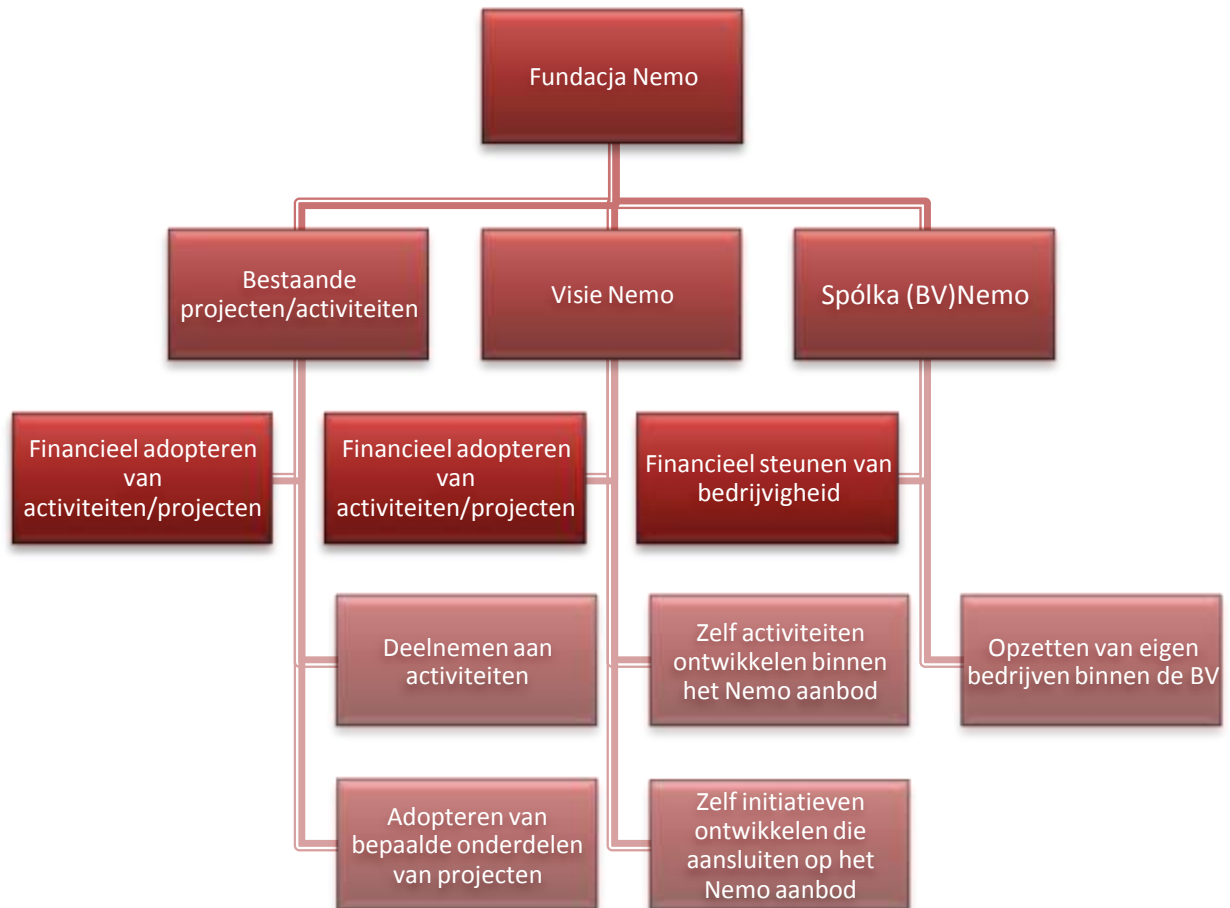 Fundacja Nemo
Bestaande
projecten/activiteiten
Visie Nemo
Spólka (BV)Nemo
Financieel adopteren
van
activiteiten/projecten
Financieel adopteren
van
activiteiten/projecten
Financieel steunen van
bedrijvigheid
Deelnemen aan
activiteiten
Zelf activiteiten
ontwikkelen binnen
het Nemo aanbod
Opzetten van eigen
bedrijven binnen de BV
Adopteren van
bepaalde onderdelen
van projecten
Zelf initiatieven
ontwikkelen die
aansluiten op het
Nemo aanbod